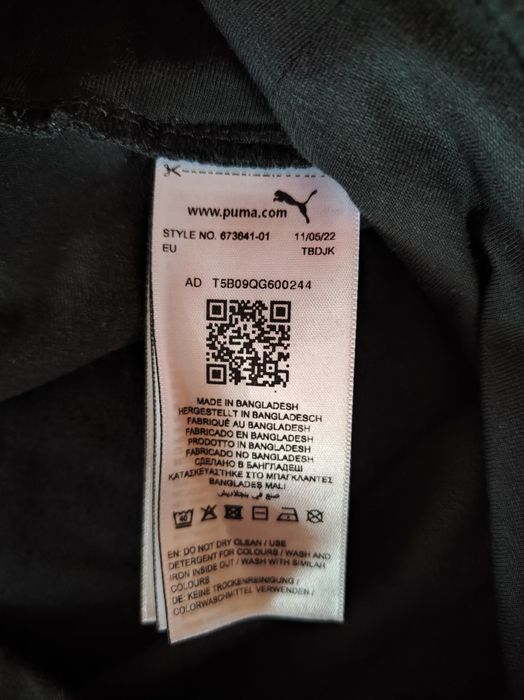 www.puma.com
STYLE NO. 673641-01 11/05/22
EU TBDJK
AD T5B09QG600244
MADE IN BANGLADESH
HERGESTELLT IN BANGLADESCH
FABRIQUÉ AU BANGLADESH
FABRICADO EN BANGLADESH
PRODOTTO IN BANGLADESH
FABRICADO NO BANGLADESH
СДЕЛАНО В БАНГЛАДЕШ
ΚΑΤΑΣΚΕΥΑΣΤΗΚΕ ΣΤΟ ΜΠΑΓΚΛΑΝΤΕΣ
BANGLADEŞ MALI
صنع في بنجلاديش
40
EN: DO NOT DRY CLEAN / USE
DETERGENT FOR COLOURS / WASH AND
IRON INSIDE OUT / WASH WITH SIMILAR
COLOURS
DE: KEINE TROCKENREINIGUNG /
COLORWASCHMITTEL VERWENDEN /